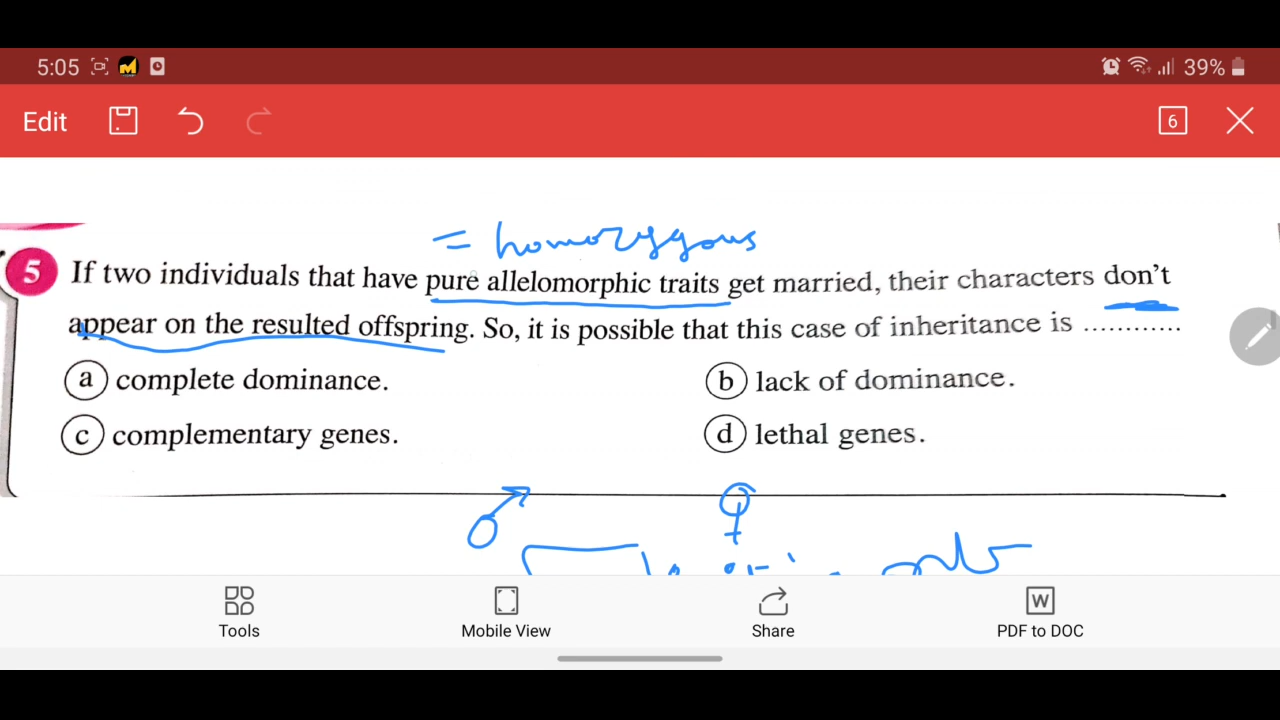 5:05 39%
Edit 6
= homozygous
5 If two individuals that have pure allelomorphic traits get married, their characters don't
appear on the resulted offspring. So, it is possible that this case of inheritance is ............
a complete dominance. b lack of dominance.
c complementary genes. d lethal genes.
Tools Mobile View Share W PDF to DOC